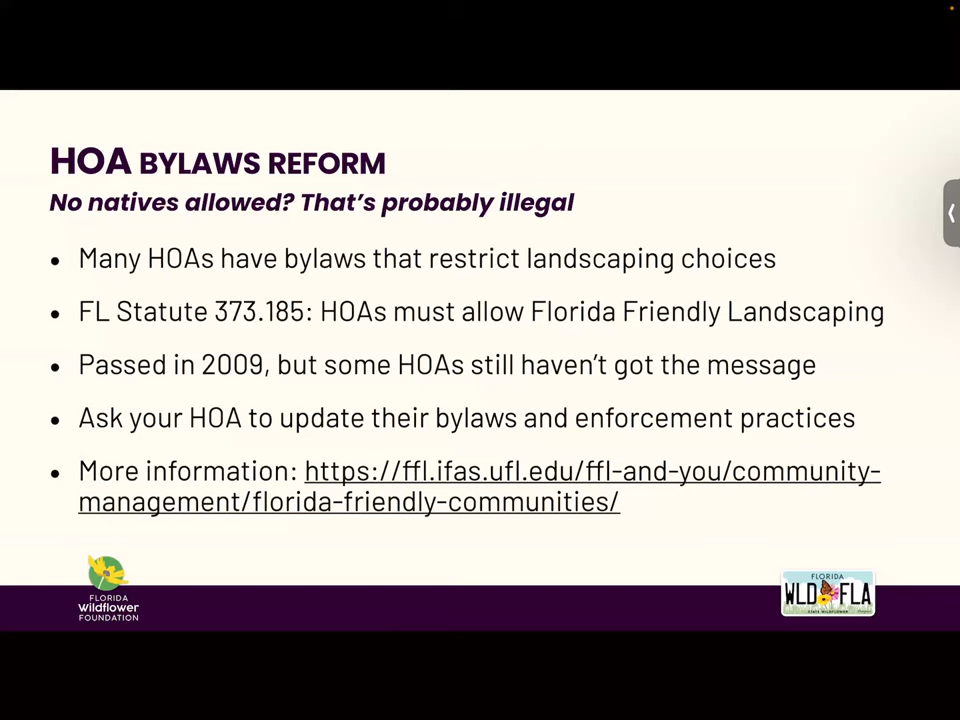 HOA BYLAWS REFORM
No natives allowed? That's probably illegal
• Many HOAs have bylaws that restrict landscaping choices
• FL Statute 373.185: HOAs must allow Florida Friendly Landscaping
• Passed in 2009, but some HOAs still haven't got the message
• Ask your HOA to update their bylaws and enforcement practices
• More information: https://ffl.ifas.ufl.edu/ffl-and-you/community-
management/florida-friendly-communities/
FLORIDA
Wildflower
FOUNDATION
FLORIDA
WLD FLA
STATE WILDFLOWER